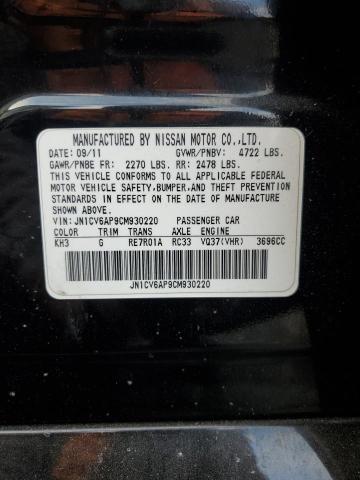 MANUFACTURED BY NISSAN MOTOR CO.,LTD.
DATE: 09/11 GVWR/PNBV: 4722 LBS.
GAWR/PNBE FR: 2270 LBS. RR: 2478 LBS.
THIS VEHICLE CONFORMS TO ALL APPLICABLE FEDERAL
MOTOR VEHICLE SAFETY,BUMPER,AND THEFT PREVENTION
STANDARDS IN EFFECT ON THE DATE OF MANUFACTURE
SHOWN ABOVE.
VIN: JN1CV6AP9CM930220 PASSENGER CAR
COLOR TRIM TRANS AXLE ENGINE
KH3 G RE7R01A RC33 VQ37(VHR) 3696CC
JN1CV6AP9CM930220